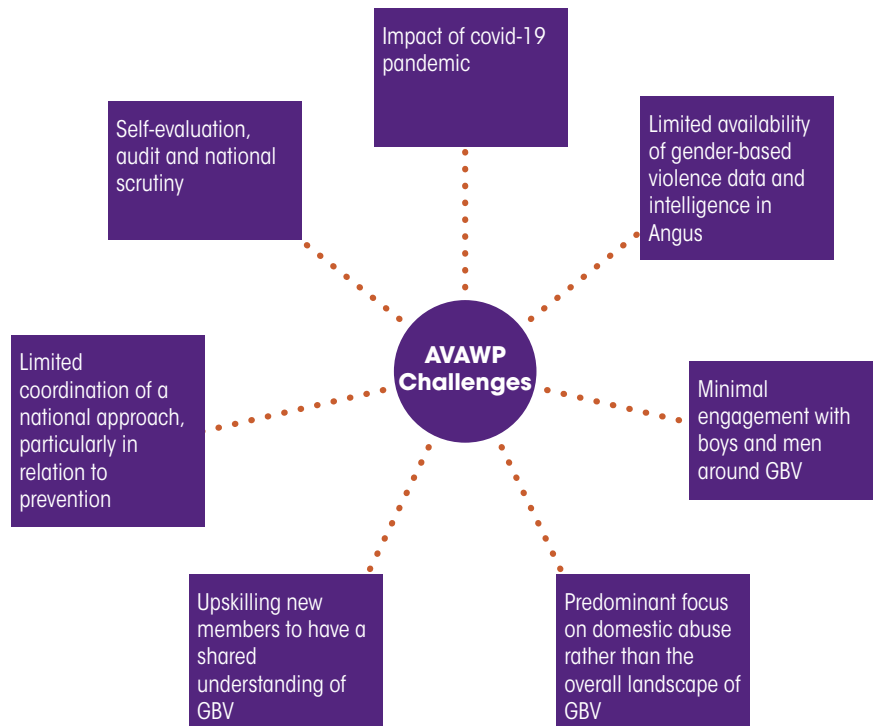 Impact of covid-19
pandemic
Self-evaluation,
audit and national
scrutiny
Limited availability
of gender-based
violence data and
intelligence in
Angus
AVAWP
Challenges
Limited
coordination of a
national approach,
particularly in
relation to
prevention
Minimal
engagement with
boys and men
around GBV
Upskilling new
members to have a
shared
understanding of
GBV
Predominant focus
on domestic abuse
rather than the
overall landscape of
GBV